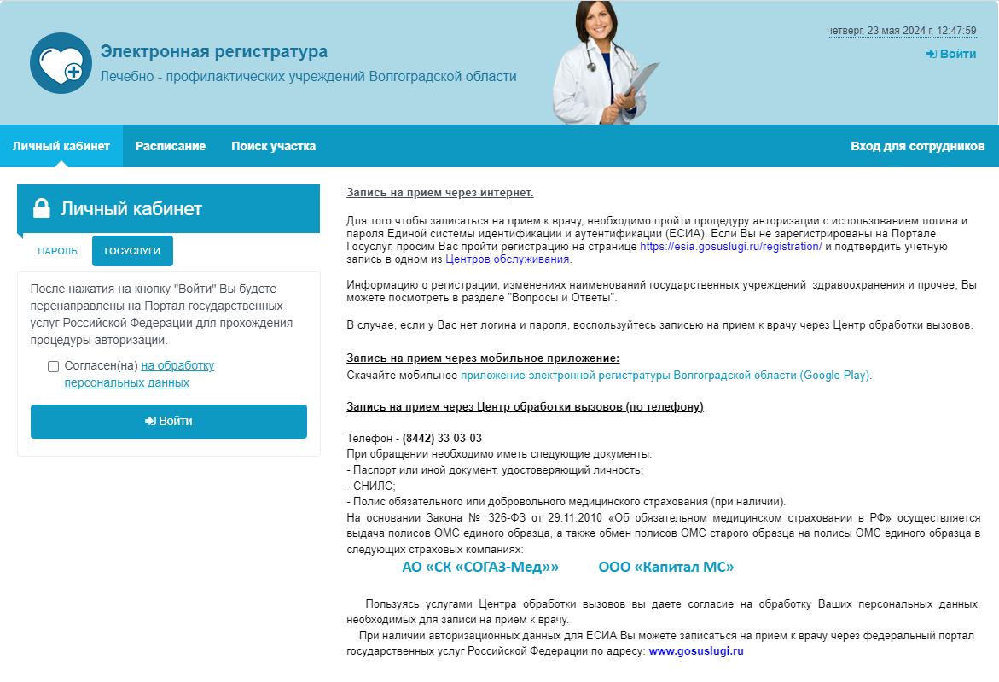 четверг, 23 мая 2024 г, 12:47:59
Войти
Электронная регистратура
Лечебно - профилактических учреждений Волгоградской области
Личный кабинет
Расписание
Поиск участка
Вход для сотрудников
Личный кабинет
ПАРОЛЬ
ГОСУСЛУГИ
После нажатия на кнопку "Войти" Вы будете
перенаправлены на Портал государственных
услуг Российской Федерации для прохождения
процедуры авторизации.
Согласен(на) на обработку
персональных данных
Войти
Запись на прием через интернет.
Для того чтобы записаться на прием к врачу, необходимо пройти процедуру авторизации с использованием логина и
пароля Единой системы идентификации и аутентификации (ЕСИА). Если Вы не зарегистрированы на Портале
Госуслуг, просим Вас пройти регистрацию на странице https://esia.gosuslugi.ru/registration/ и подтвердить учетную
запись в одном из Центров обслуживания.
Информацию о регистрации, изменениях наименований государственных учреждений здравоохранения и прочее, Вы
можете посмотреть в разделе "Вопросы и Ответы".
В случае, если у Вас нет логина и пароля, воспользуйтесь записью на прием к врачу через Центр обработки вызовов.
Запись на прием через мобильное приложение:
Скачайте мобильное приложение электронной регистратуры Волгоградской области (Google Play).
Запись на прием через Центр обработки вызовов (по телефону)
Телефон - (8442) 33-03-03
При обращении необходимо иметь следующие документы:
- Паспорт или иной документ, удостоверяющий личность;
- СНИЛС;
- Полис обязательного или добровольного медицинского страхования (при наличии).
На основании Закона № 326-ФЗ от 29.11.2010 «Об обязательном медицинском страховании в РФ» осуществляется
выдача полисов ОМС единого образца, а также обмен полисов ОМС старого образца на полисы ОМС единого образца в
следующих страховых компаниях:
АО «СК «СОГАЗ-Мед»» ООО «Капитал МС»
Пользуясь услугами Центра обработки вызовов вы даете согласие на обработку Ваших персональных данных,
необходимых для записи на прием к врачу.
При наличии авторизационных данных для ЕСИА Вы можете записаться на прием к врачу через федеральный портал
государственных услуг Российской Федерации по адресу: www.gosuslugi.ru